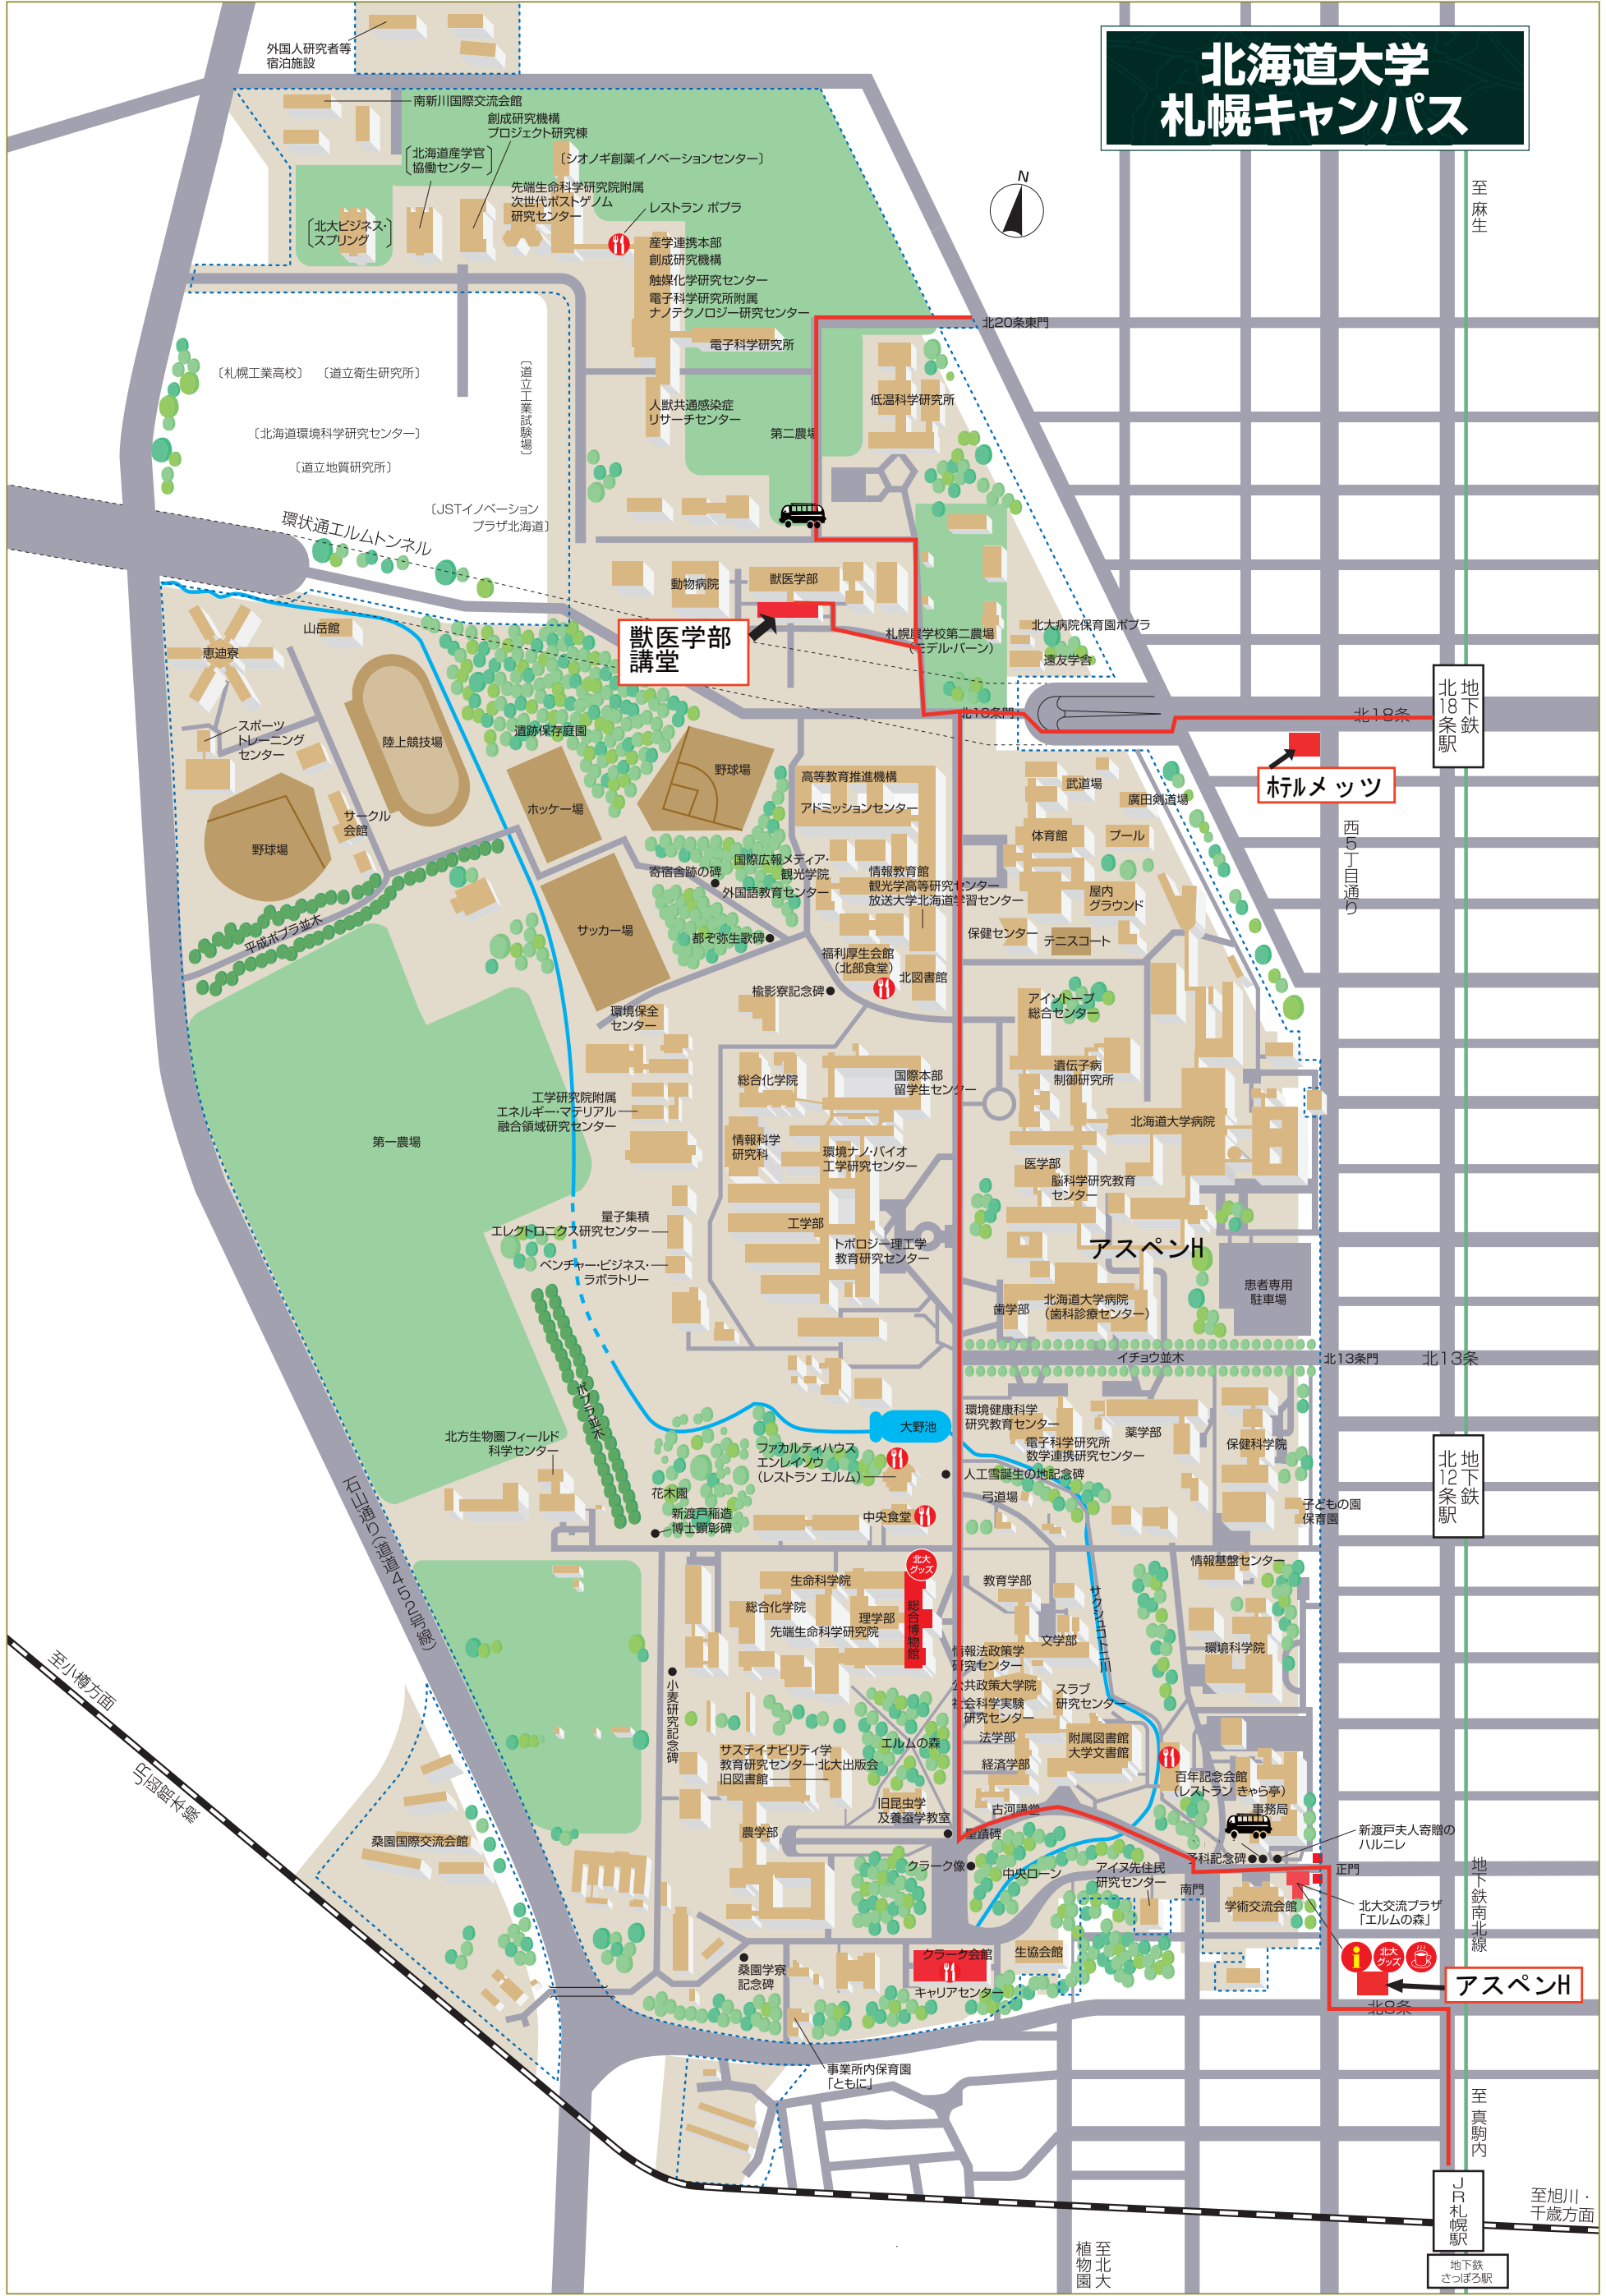 北海道大学
札幌キャンパス
外国人研究者等
宿泊施設
南新川国際交流会館
創成研究機構
プロジェクト研究棟
〔北海道産学官
協働センター〕
〔シオノギ創薬イノベーションセンター〕
先端生命科学研究院附属
次世代ポストゲノム
研究センター
レストラン ポプラ
〔北大ビジネス・
スプリング〕
産学連携本部
創成研究機構
触媒化学研究センター
電子科学研究所附属
ナノテクノロジー研究センター
電子科学研究所
N
至 麻生
北20条東門
〔札幌工業高校〕
〔道立衛生研究所〕
〔道立工業試験場〕
〔北海道環境科学研究センター〕
〔道立地質研究所〕
〔JSTイノベーション
プラザ北海道〕
人獣共通感染症
リサーチセンター
第二農場
低温科学研究所
環状通エルムトンネル
動物病院
獣医学部
獣医学部
講堂
札幌農学校第二農場
(モデル・バーン)
北大病院保育園ポプラ
遠友学舎
山岳館
恵迪寮
スポーツ
トレーニング
センター
陸上競技場
遺跡保存庭園
野球場
ホッケー場
サークル
会館
野球場
北18条門
北18条
地下鉄
北18条駅
ホテルメッツ
西5丁目通り
高等教育推進機構
アドミッションセンター
武道場
廣田剣道場
体育館
プール
国際広報メディア・
観光学院
寄宿舎跡の碑
外国語教育センター
情報教育館
観光学高等研究センター
放送大学北海道学習センター
屋内
グラウンド
平成ポプラ並木
サッカー場
都ぞ弥生歌碑
保健センター
テニスコート
福利厚生会館
(北部食堂)
北図書館
楡影寮記念碑
環境保全
センター
アイソトープ
総合センター
総合化学院
国際本部
留学生センター
遺伝子病
制御研究所
工学研究院附属
エネルギー・マテリアル
融合領域研究センター
第一農場
情報科学
研究科
環境ナノ・バイオ
工学研究センター
北海道大学病院
医学部
脳科学研究教育
センター
量子集積
エレクトロニクス研究センター
工学部
トポロジー理工学
教育研究センター
アスペンH
ベンチャー・ビジネス・
ラボラトリー
患者専用
駐車場
歯学部
北海道大学病院
(歯科診療センター)
イチョウ並木
北13条門
北13条
ポプラ並木
大野池
環境健康科学
研究教育センター
電子科学研究所
数学連携研究センター
薬学部
保健科学院
地下鉄
北12条駅
北方生物圏フィールド
科学センター
ファカルティハウス
エンレイソウ
(レストラン エルム)
人工雪誕生の地記念碑
弓道場
花木園
中央食堂
新渡戸稲造
博士顕彰碑
子どもの園
保育園
石山通り(道道452号線)
北大
グッズ
情報基盤センター
生命科学院
総合化学院
理学部
先端生命科学研究院
総合博物館
教育学部
文学部
サクシュコトニ川
環境科学院
情報法政策学
研究センター
公共政策大学院
社会科学実験
研究センター
スラブ
研究センター
至小樽方面
JR函館本線
小麦研究記念碑
法学部
経済学部
附属図書館
大学文書館
エルムの森
サステイナビリティ学
教育研究センター・北大出版会
旧図書館
百年記念会館
(レストラン きゃら亭)
事務局
旧昆虫学
及養蚕学教室
古河講堂
農学部
聖蹟碑
桑園国際交流会館
クラーク像
中央ローン
アイヌ先住民
研究センター
予科記念碑
新渡戸夫人寄贈の
ハルニレ
正門
南門
学術交流会館
北大交流プラザ
「エルムの森」
地下鉄南北線
クラーク会館
生協会館
キャリアセンター
桑園学寮
記念碑
i
北大
グッズ
アスペンH
北8条
事業所内保育園
「ともに」
至 真駒内
JR札幌駅
至旭川・
千歳方面
地下鉄
さっぽろ駅
至北大
植物園